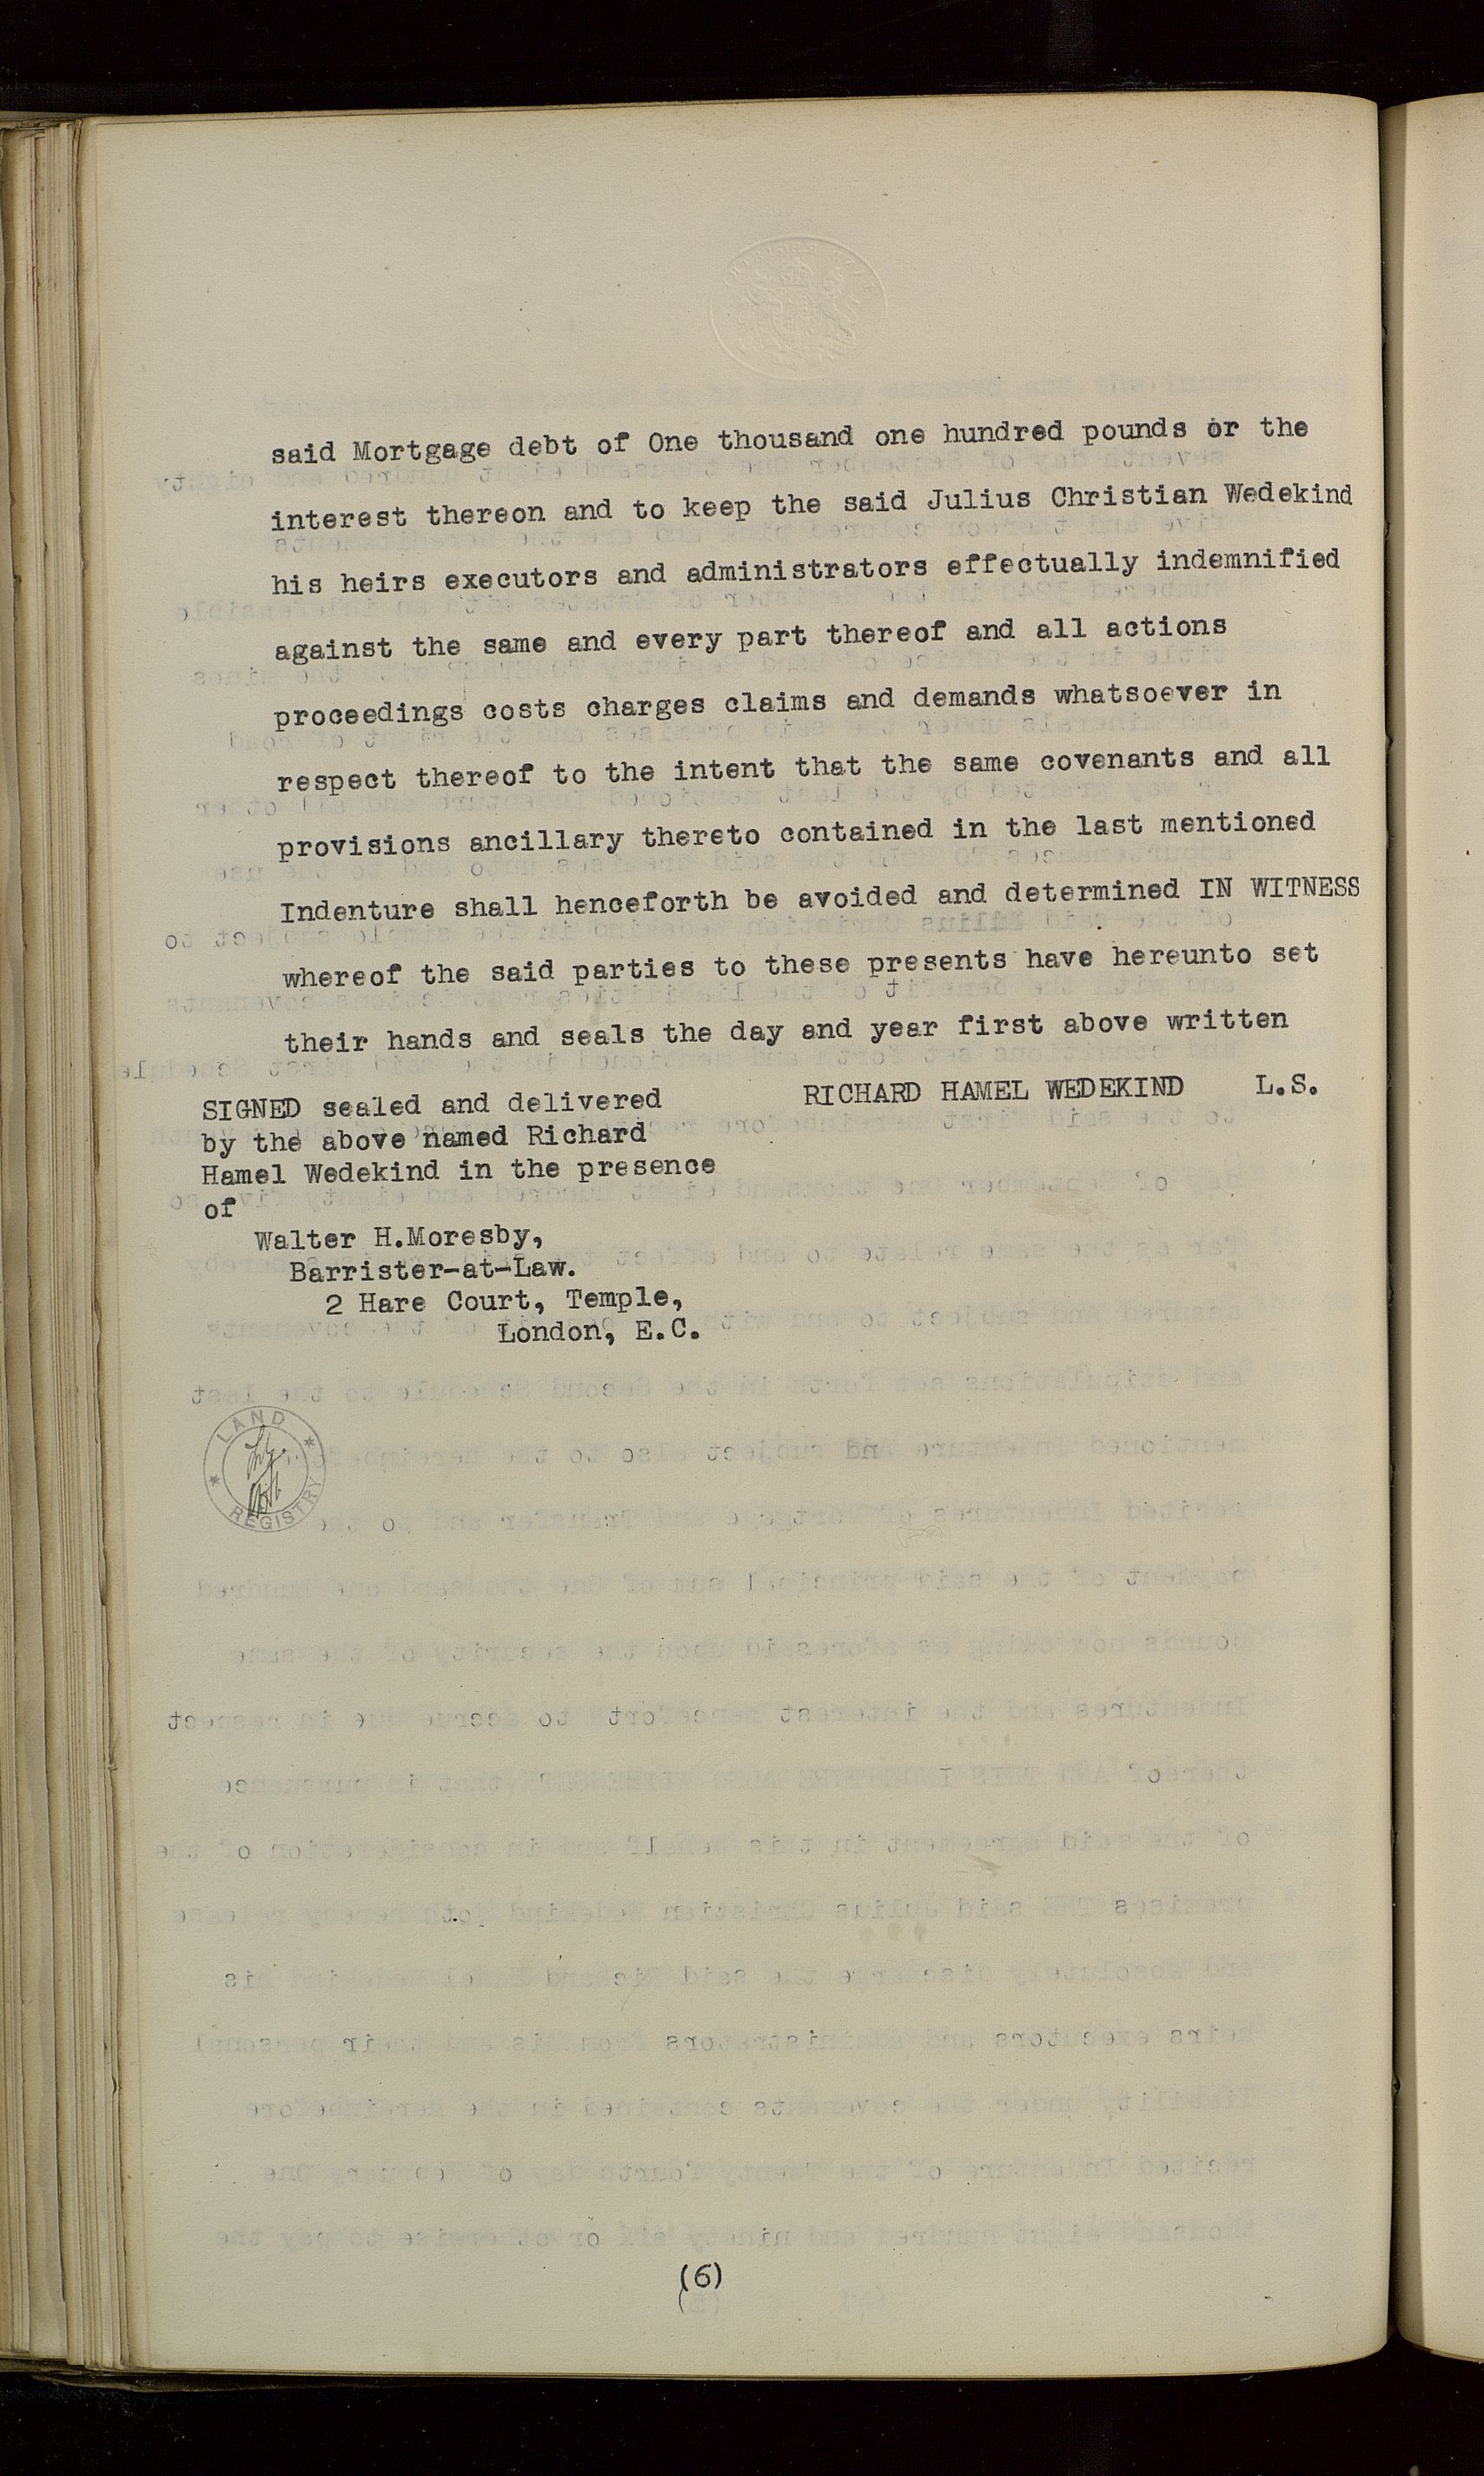 said Mortgage debt of One thousand one hundred pounds or the
interest thereon and to keep the said Julius Christian Wedekind
his heirs executors and administrators effectually indemnified
against the same and every part thereof and all actions
proceedings costs charges claims and demands whatsoever in
respect thereof to the intent that the same covenants and all
provisions ancillary thereto contained in the last mentioned
Indenture shall henceforth be avoided and determined IN WITNESS
whereof the said parties to these presents have hereunto set
their hands and seals the day and year first above written
SIGNED sealed and delivered RICHARD HAMEL WEDEKIND L.S.
by the above named Richard
Hamel Wedekind in the presence
of
Walter H.Moresby,
Barrister-at-Law.
2 Hare Court, Temple,
London, E.C.
LAND
REGISTRY
(6)